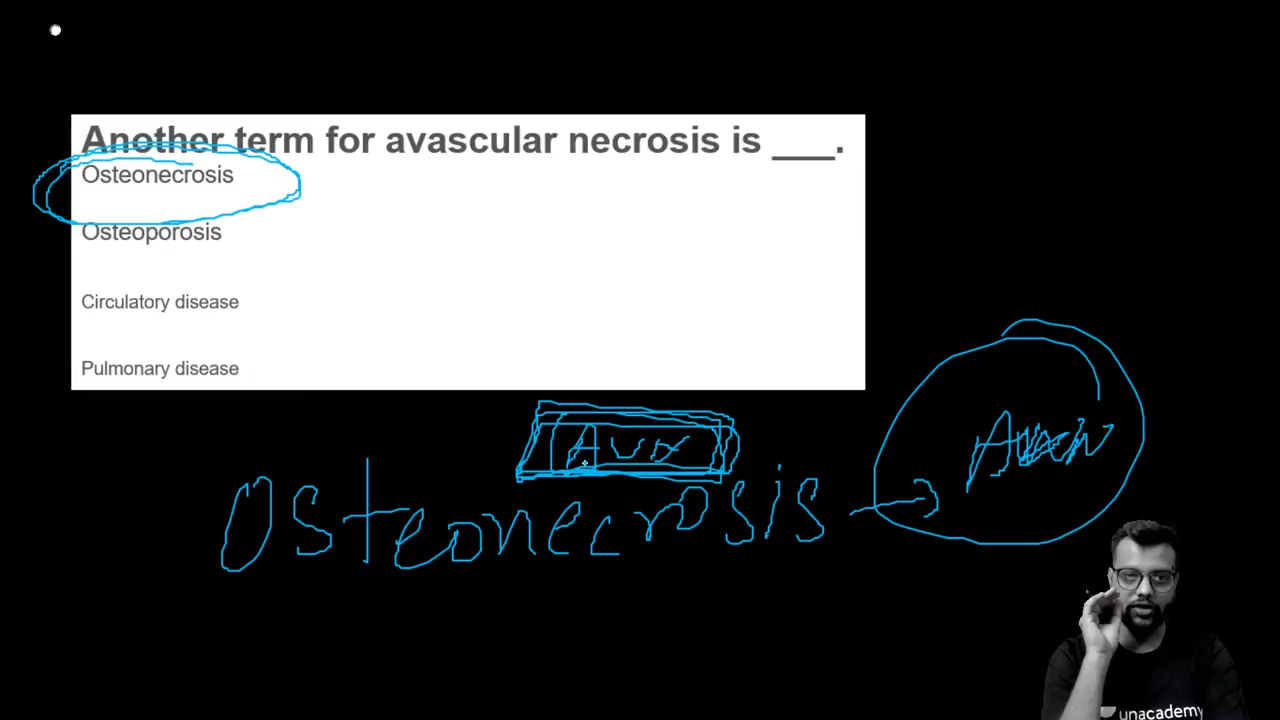 Another term for avascular necrosis is ___.
Osteonecrosis
Osteoporosis
Circulatory disease
Pulmonary disease
Osteonecrosis
unacademy